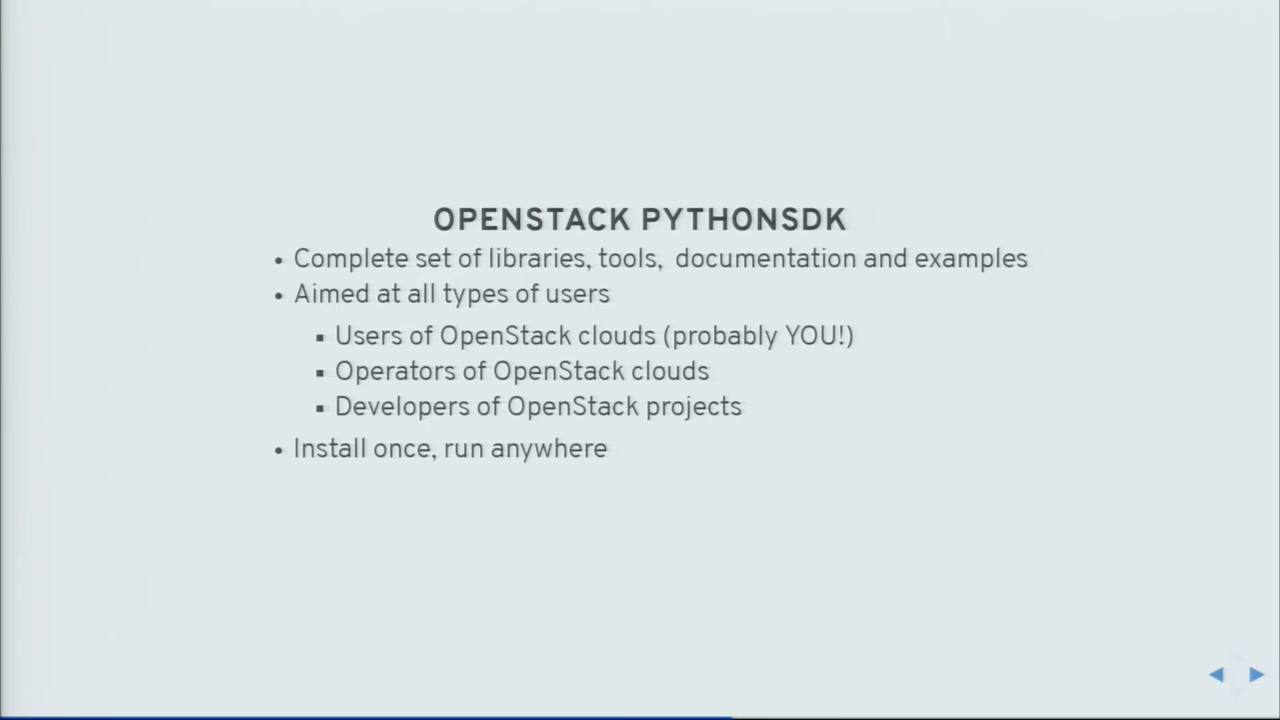 OPENSTACK PYTHONSDK
• Complete set of libraries, tools, documentation and examples
• Aimed at all types of users
▪ Users of OpenStack clouds (probably YOU!)
▪ Operators of OpenStack clouds
▪ Developers of OpenStack projects
• Install once, run anywhere